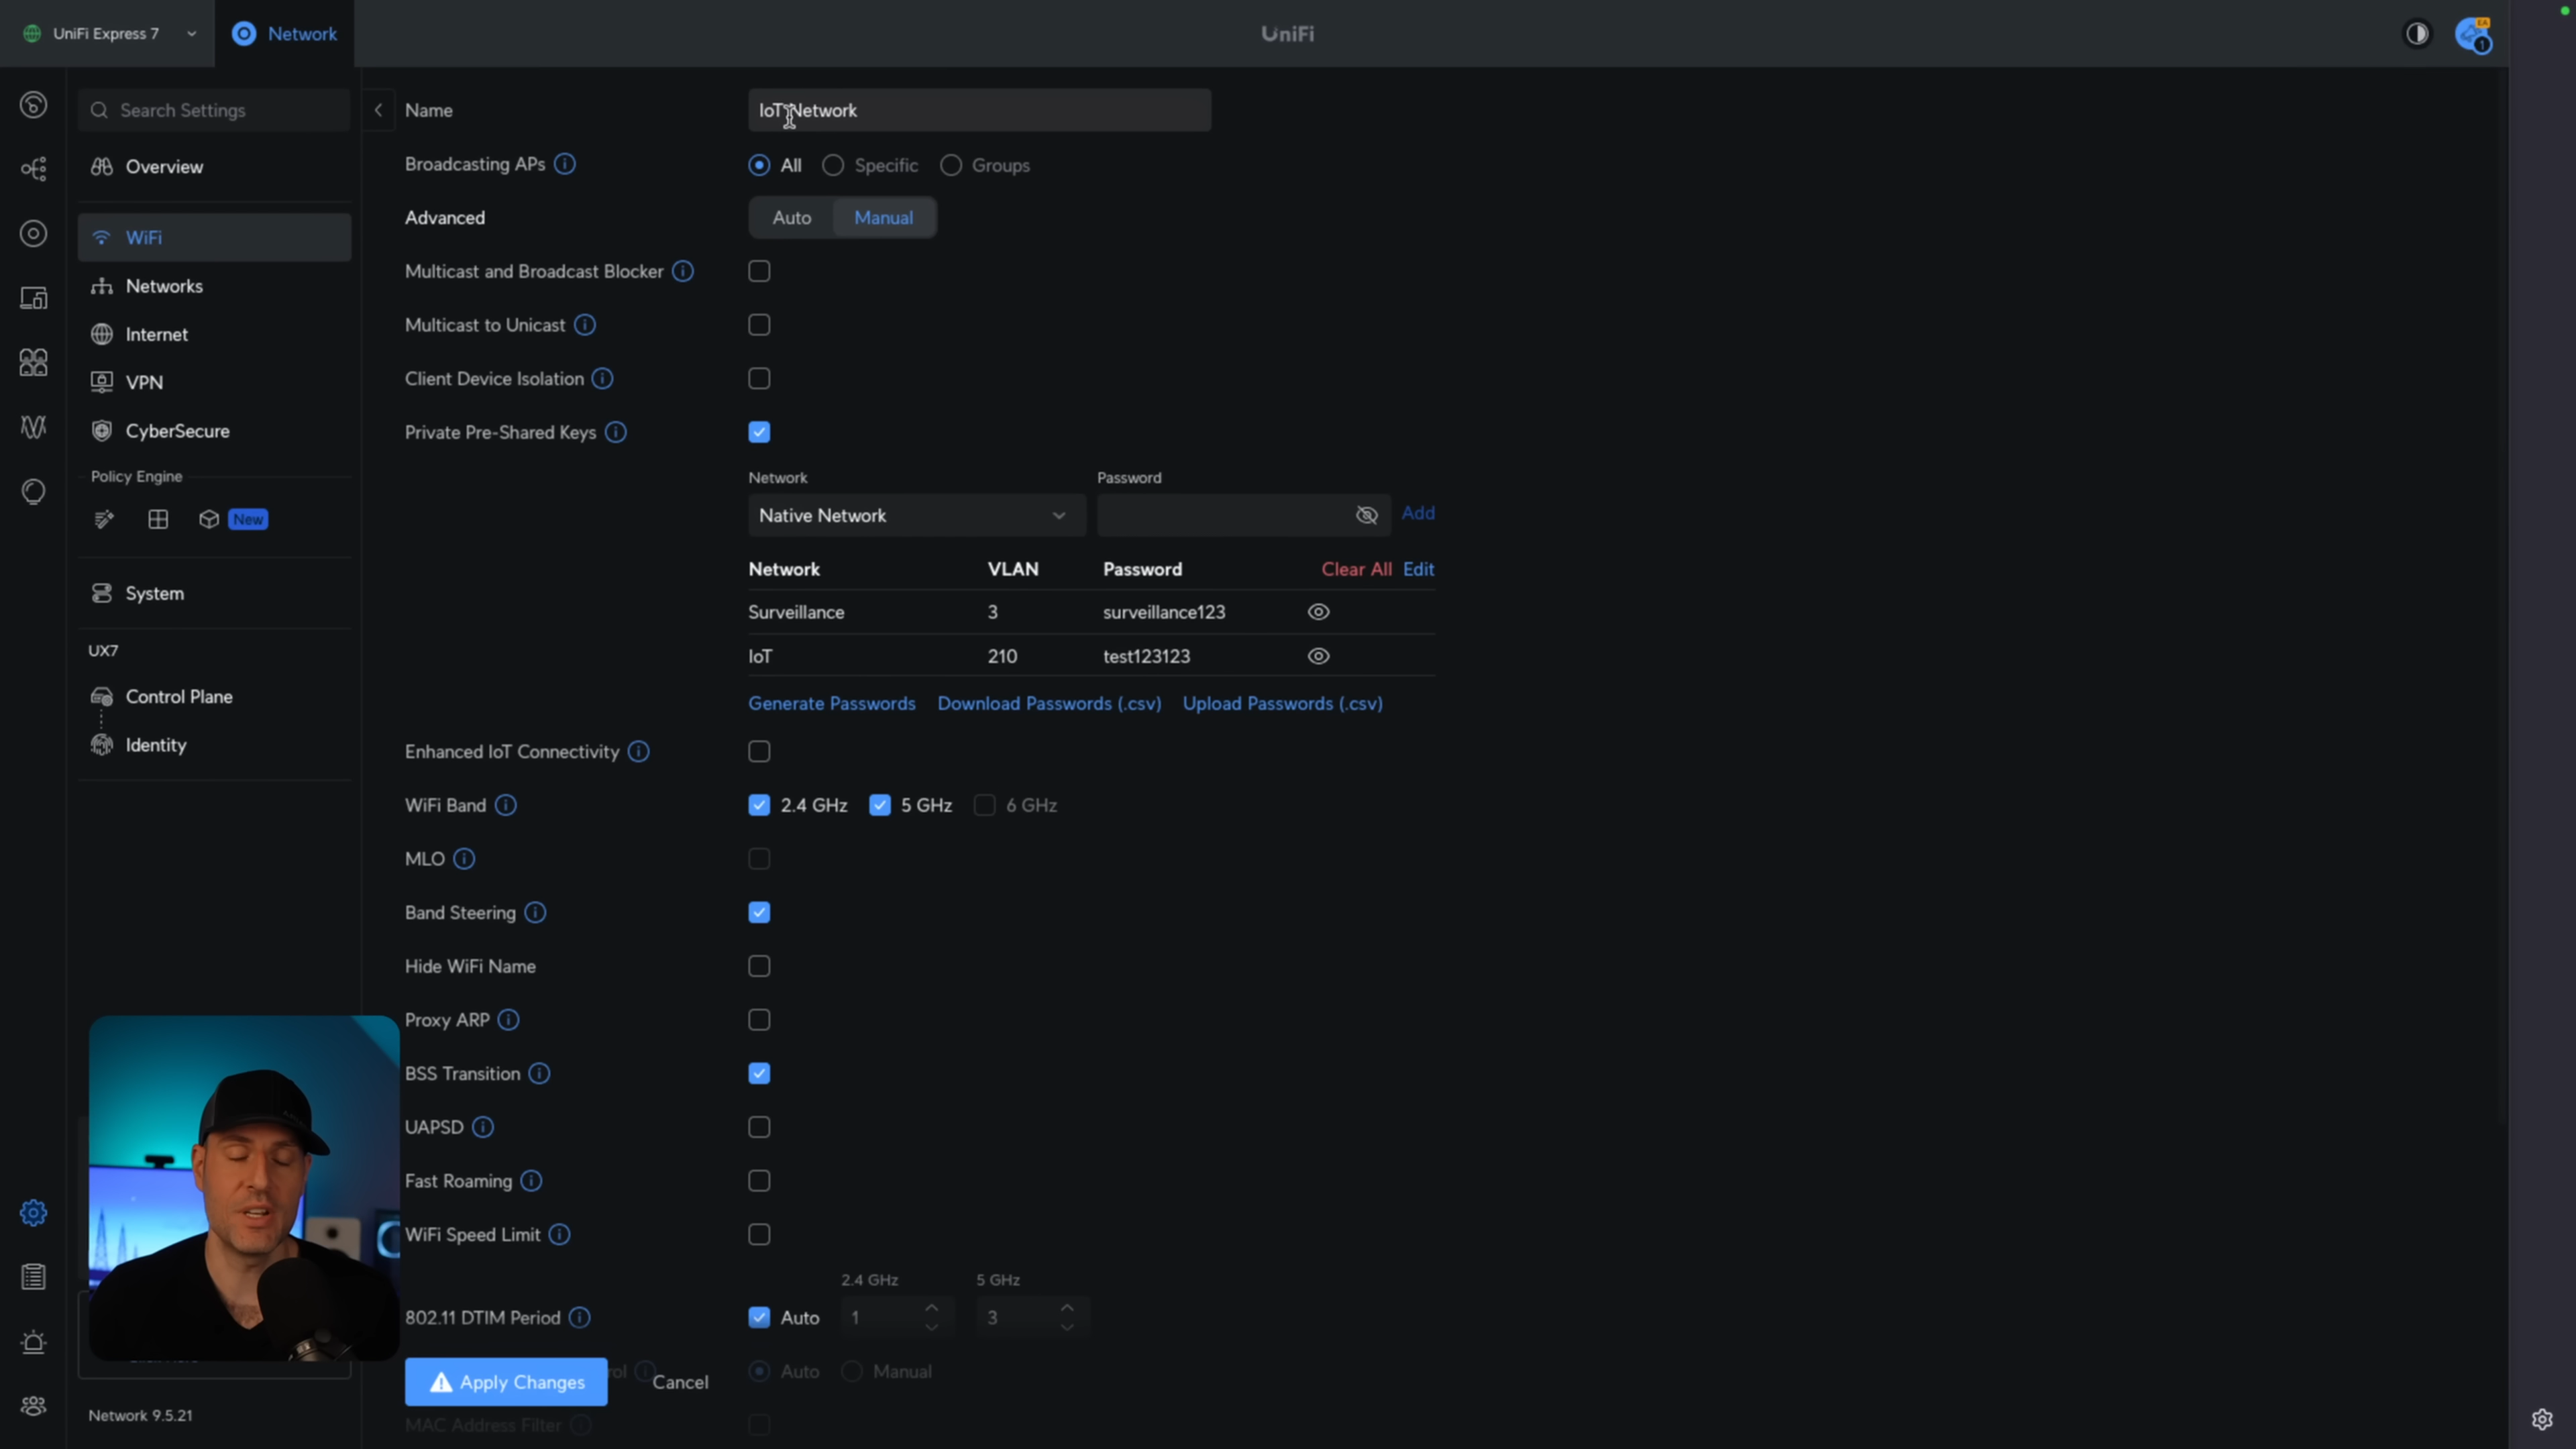 UniFi Express 7
Network
UniFi
EA
1
Search Settings
Overview
WiFi
Networks
Internet
VPN
CyberSecure
Policy Engine
New
System
UX7
Control Plane
Identity
Network 9.5.21
Name
IoT Network
Broadcasting APs
All Specific Groups
Advanced
Auto Manual
Multicast and Broadcast Blocker
Multicast to Unicast
Client Device Isolation
Private Pre-Shared Keys
Network Password
Native Network
Add
Network VLAN Password Clear All Edit
Surveillance 3 surveillance123
IoT 210 test123123
Generate Passwords Download Passwords (.csv) Upload Passwords (.csv)
Enhanced IoT Connectivity
WiFi Band 2.4 GHz 5 GHz 6 GHz
MLO
Band Steering
Hide WiFi Name
Proxy ARP
BSS Transition
UAPSD
Fast Roaming
WiFi Speed Limit
2.4 GHz 5 GHz
802.11 DTIM Period Auto 1 3
Apply Changes Cancel
Auto Manual
MAC Address Filter